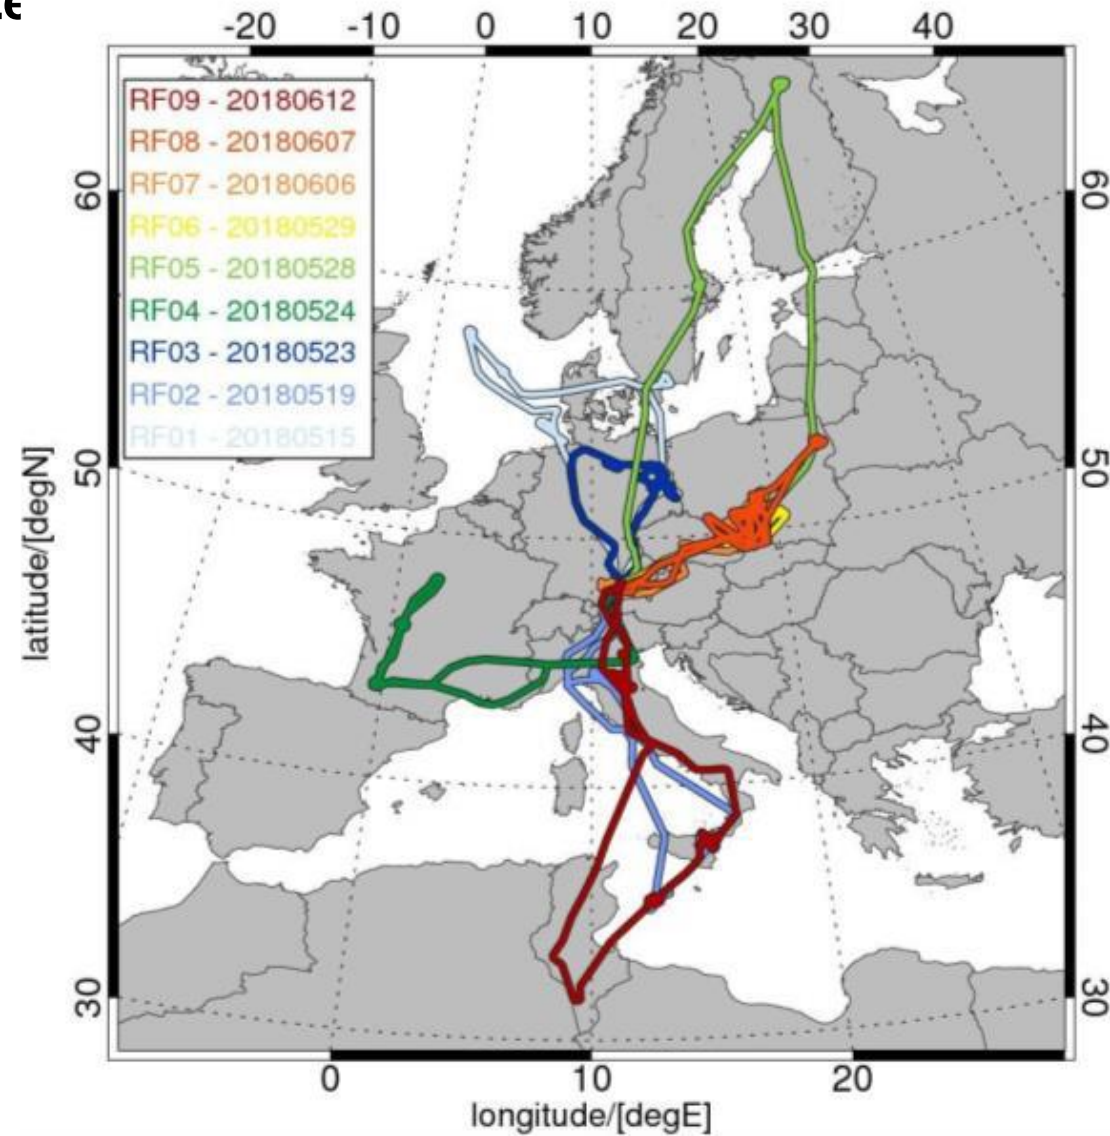 -20 -10 0 10 20 30 40
RF09 - 20180612
RF08 - 20180607
RF07 - 20180606
RF06 - 20180529
RF05 - 20180528
RF04 - 20180524
RF03 - 20180523
RF02 - 20180519
RF01 - 20180515
60 60
50 50
40 40
30 30
latitude/[degN]
0 10 20
longitude/[degE]